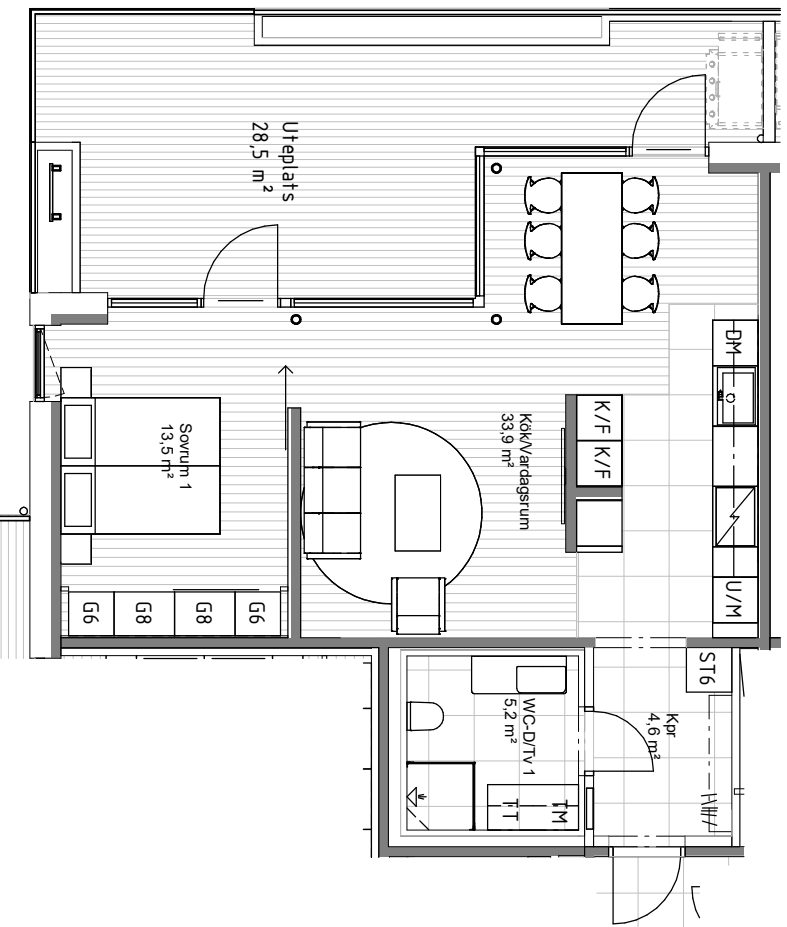 Uteplats
28,5 m²
DM
K/F
K/F
Kök/Vardagsrum
33,9 m²
Sovrum 1
13,5 m²
U/M
G6
G8
G8
G6
ST6
Kpr
4,6 m²
WC-D/Tv 1
5,2 m²
TM
TT